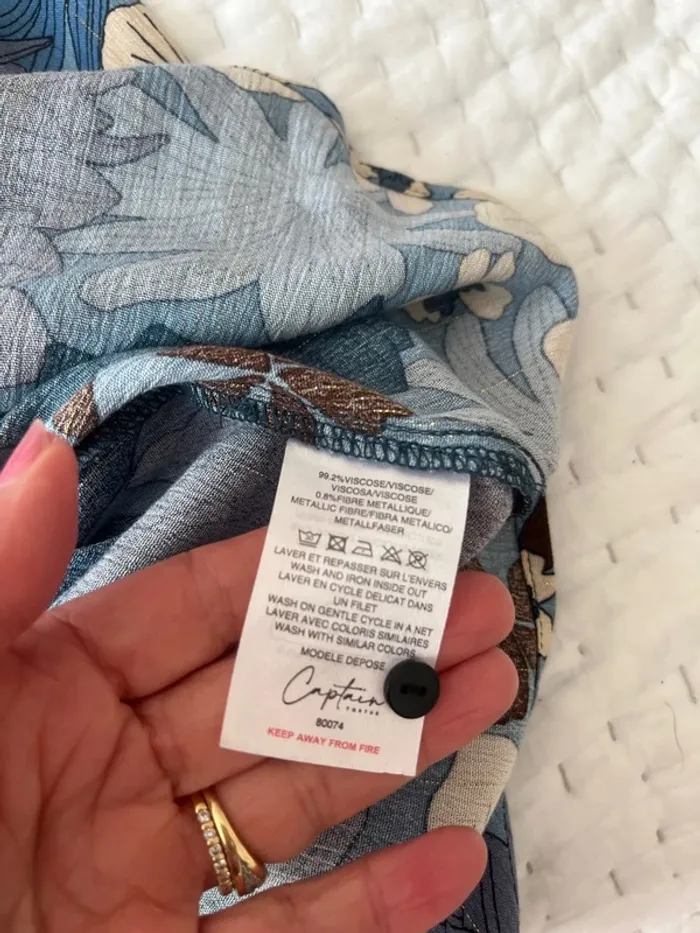 99.2%VISCOSE/VISCOSE/
VISCOSA/VISCOSE
0.8%FIBRE METALLIQUE/
METALLIC FIBRE/FIBRA METALICO/
METALLFASER
LAVER ET REPASSER SUR L'ENVERS
WASH AND IRON INSIDE OUT
LAVER EN CYCLE DELICAT DANS
UN FILET
WASH ON GENTLE CYCLE IN A NET
LAVER AVEC COLORIS SIMILAIRES
WASH WITH SIMILAR COLORS
MODELE DEPOSE
Captain
TORTUE
80074
KEEP AWAY FROM FIRE